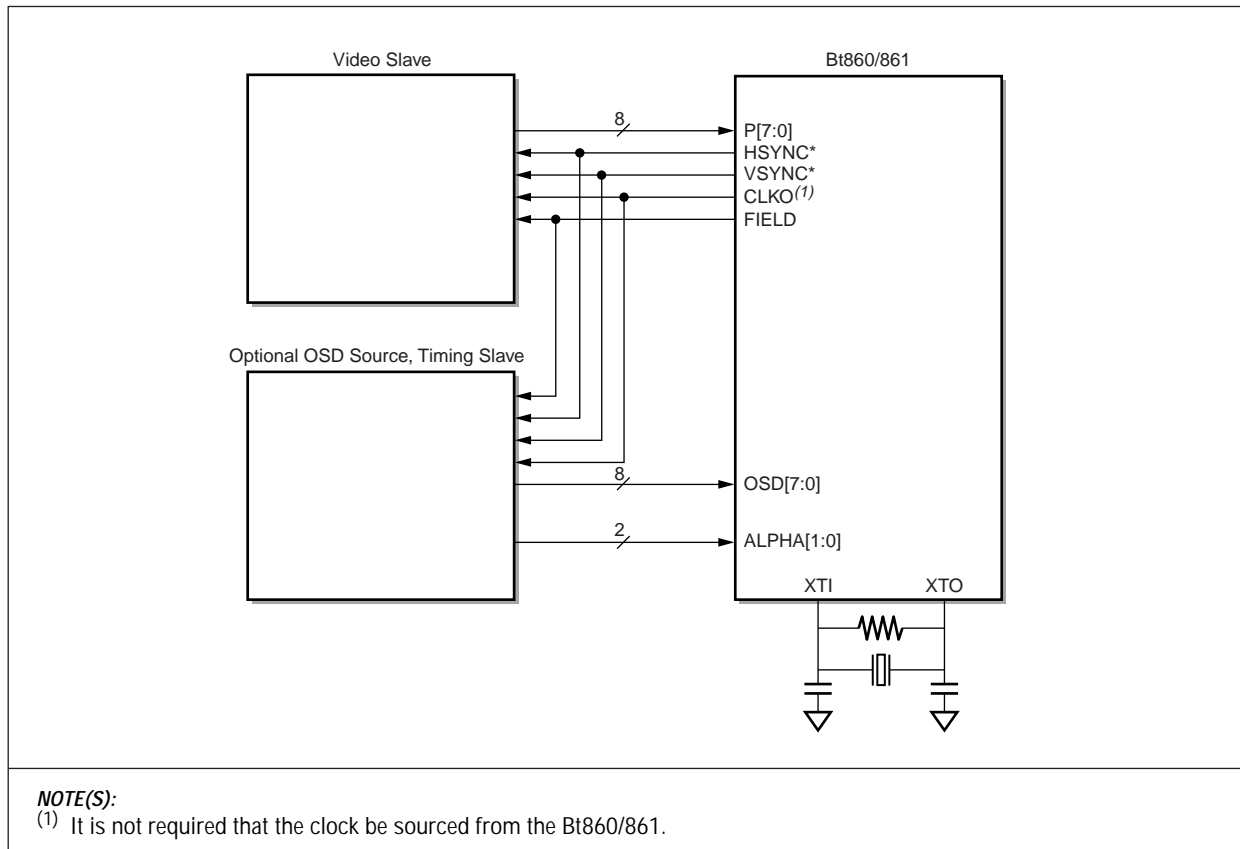 Video Slave
Bt860/861
8
P[7:0]
HSYNC*
VSYNC*
CLKO(1)
FIELD
Optional OSD Source, Timing Slave
8
OSD[7:0]
2
ALPHA[1:0]
XTI
XTO
NOTE(S):
(1) It is not required that the clock be sourced from the Bt860/861.